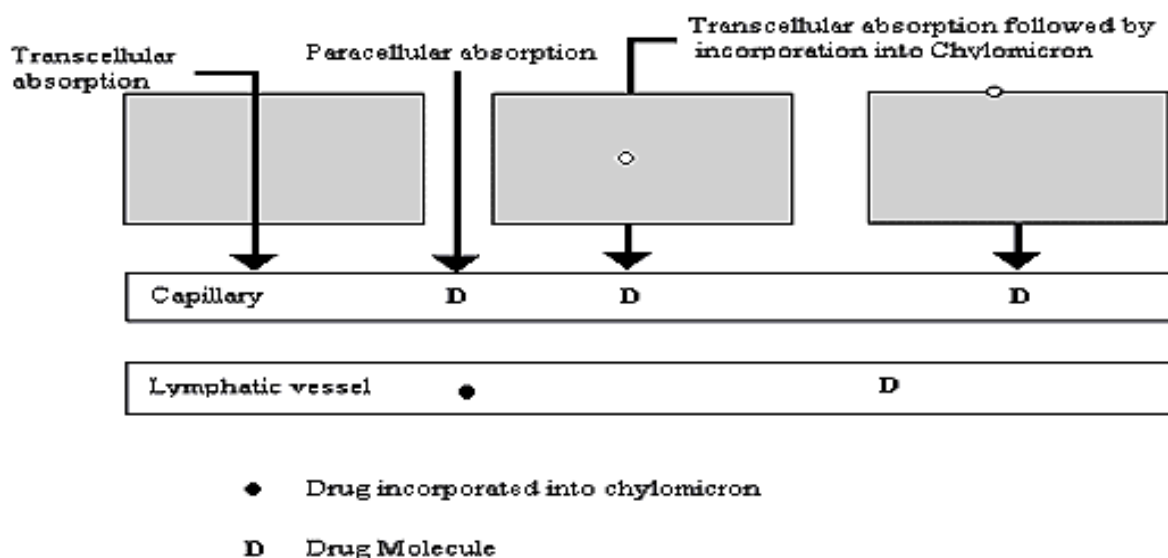 Transcellular
absorption
Paracellular absorption
Transcellular absorption followed by
incorporation into Chylomicron
Capillary D D D
Lymphatic vessel D
Drug incorporated into chylomicron
D Drug Molecule